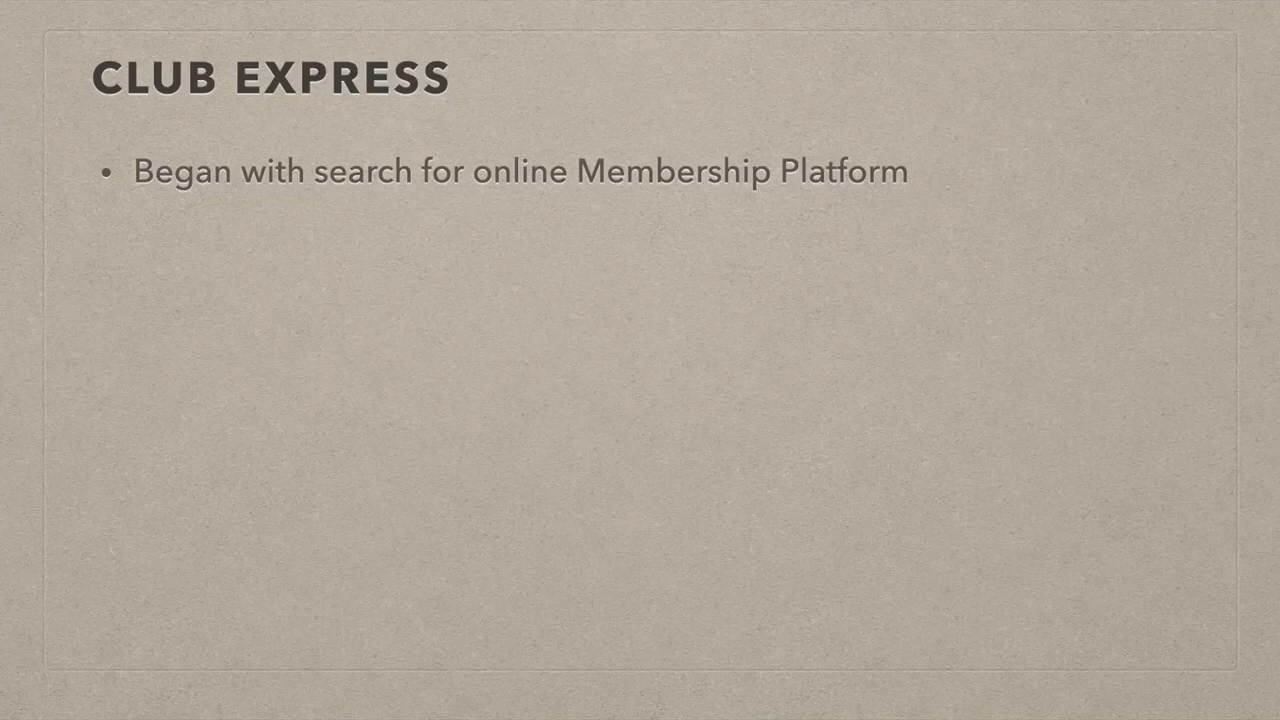 CLUB EXPRESS
• Began with search for online Membership Platform